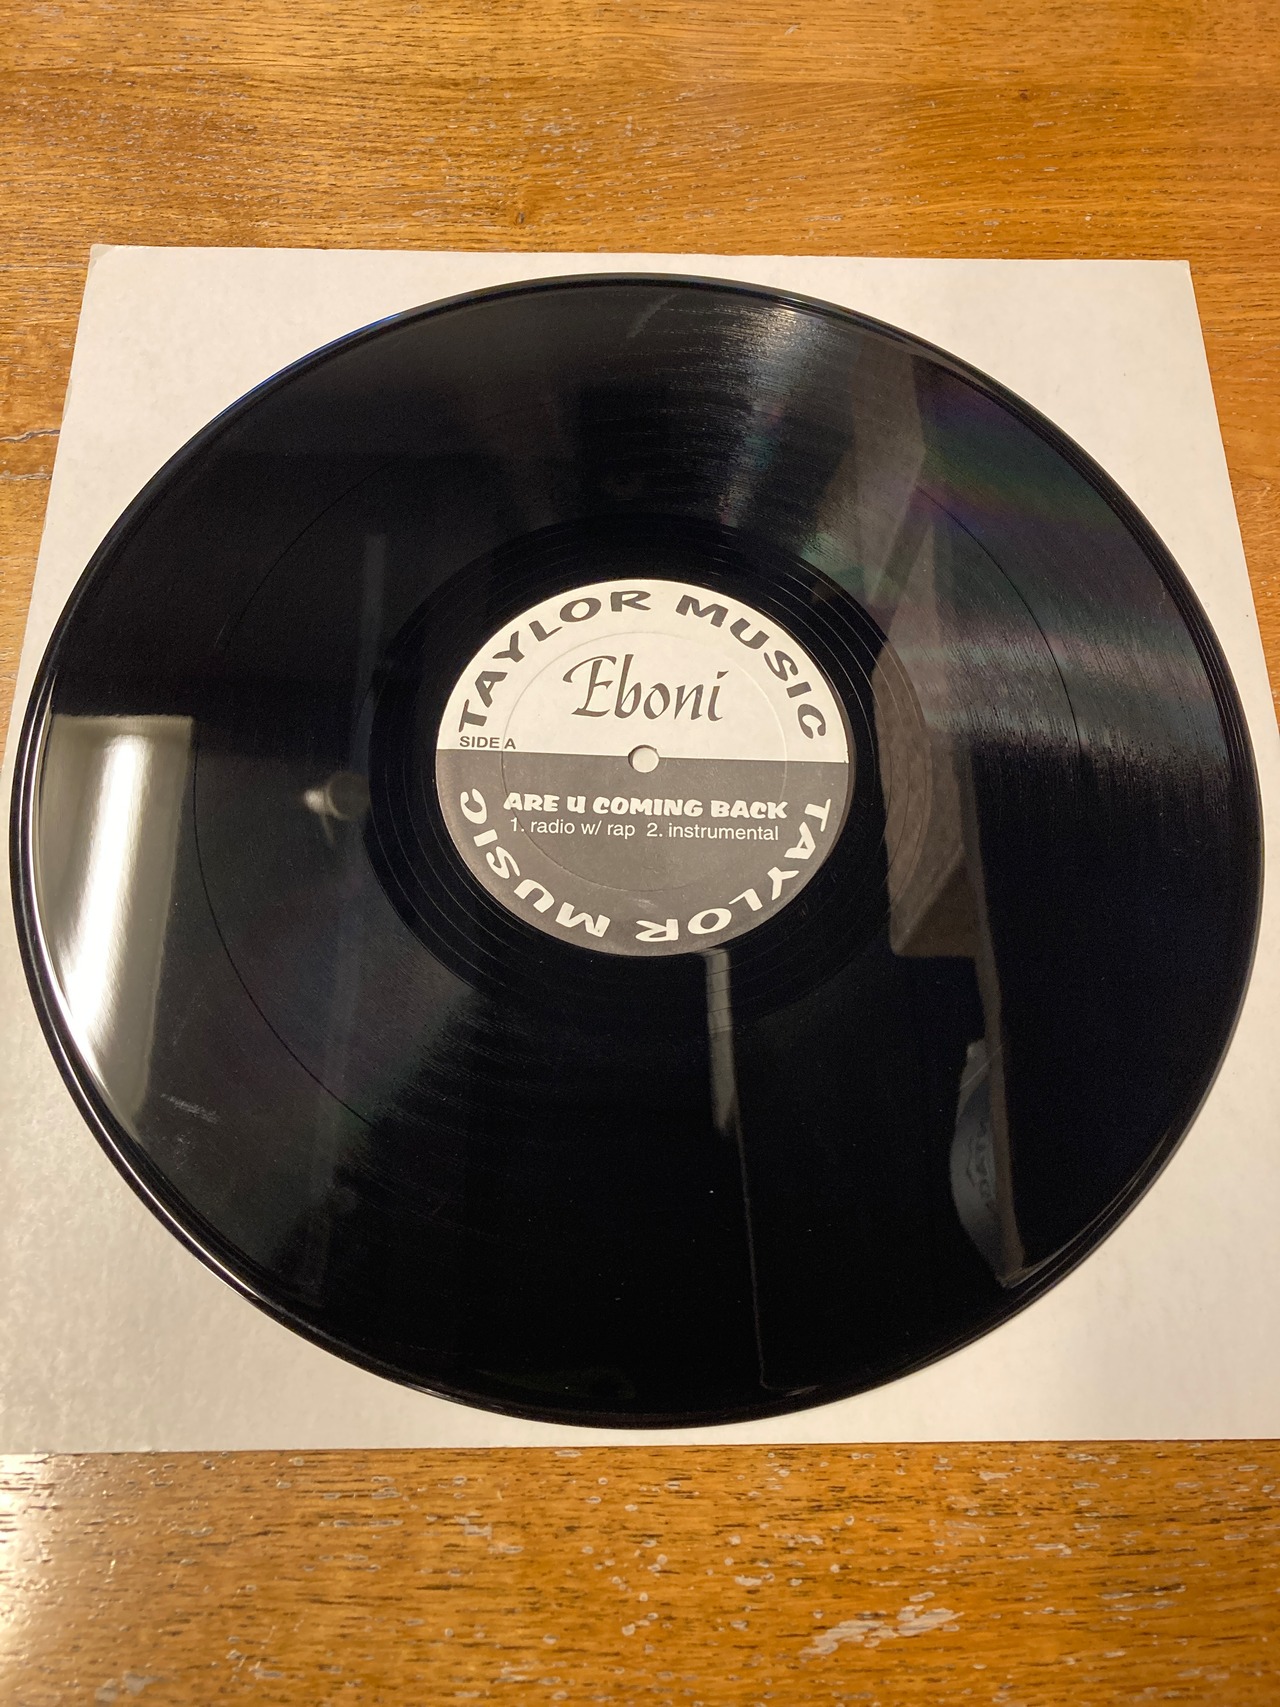 TAYLOR MUSIC
Eboni
SIDE A
ARE U COMING BACK
1. radio w/ rap 2. instrumental
TAYLOR MUSIC